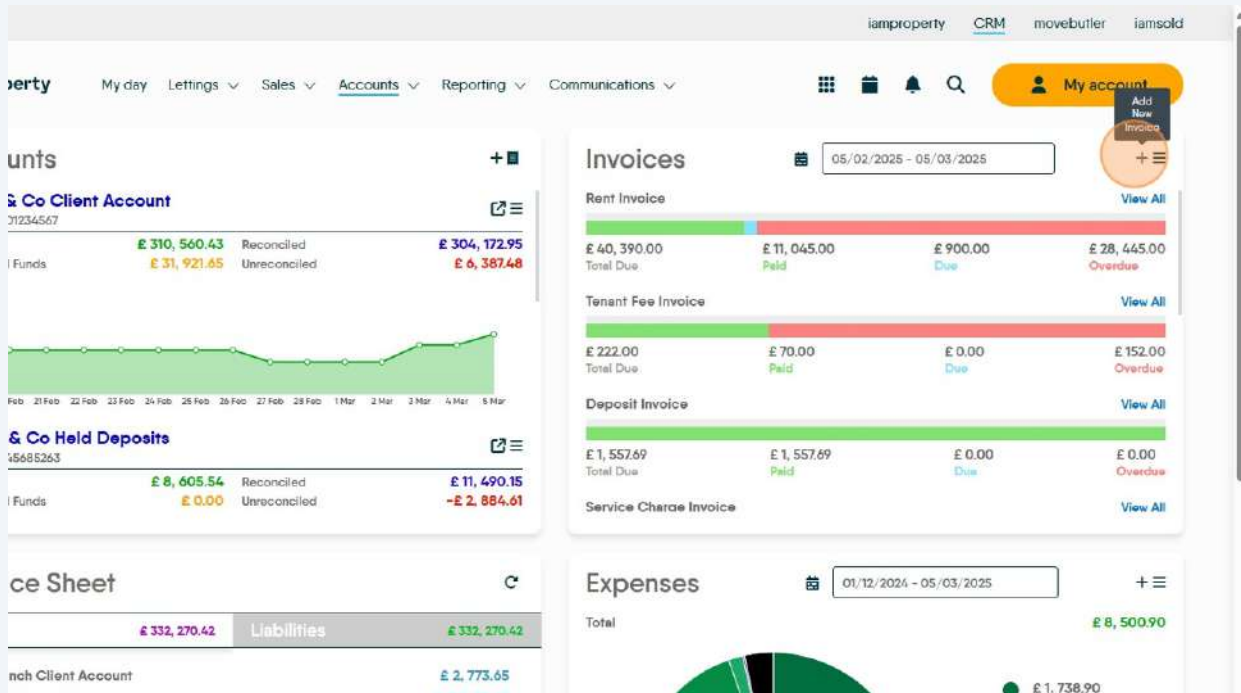 iamproperty CRM movebutler iamsold
perty My day Lettings Sales Accounts Reporting Communications My account
Add
New
Invoice
unts
& Co Client Account
01234567
£ 310, 560.43 Reconciled £ 304, 172.95
Funds £ 31, 921.65 Unreconciled £ 6, 387.48
Feb 21 Feb 22 Feb 23 Feb 24 Feb 25 Feb 26 Feb 27 Feb 28 Feb 1 Mar 2 Mar 3 Mar 4 Mar 5 Mar
& Co Held Deposits
45685263
£ 8, 605.54 Reconciled £ 11, 490.15
Funds £ 0.00 Unreconciled -£ 2, 884.61
Invoices 05/02/2025 - 05/03/2025
Rent Invoice View All
£ 40, 390.00 £ 11, 045.00 £ 900.00 £ 28, 445.00
Total Due Paid Due Overdue
Tenant Fee Invoice View All
£ 222.00 £ 70.00 £ 0.00 £ 152.00
Total Due Paid Due Overdue
Deposit Invoice View All
£ 1, 557.69 £ 1, 557.69 £ 0.00 £ 0.00
Total Due Paid Due Overdue
Service Charge Invoice View All
ce Sheet
£ 332, 270.42 Liabilities £ 332, 270.42
nch Client Account £ 2, 773.65
Expenses 01/12/2024 - 05/03/2025
Total £ 8, 500.90
£ 1, 738.90